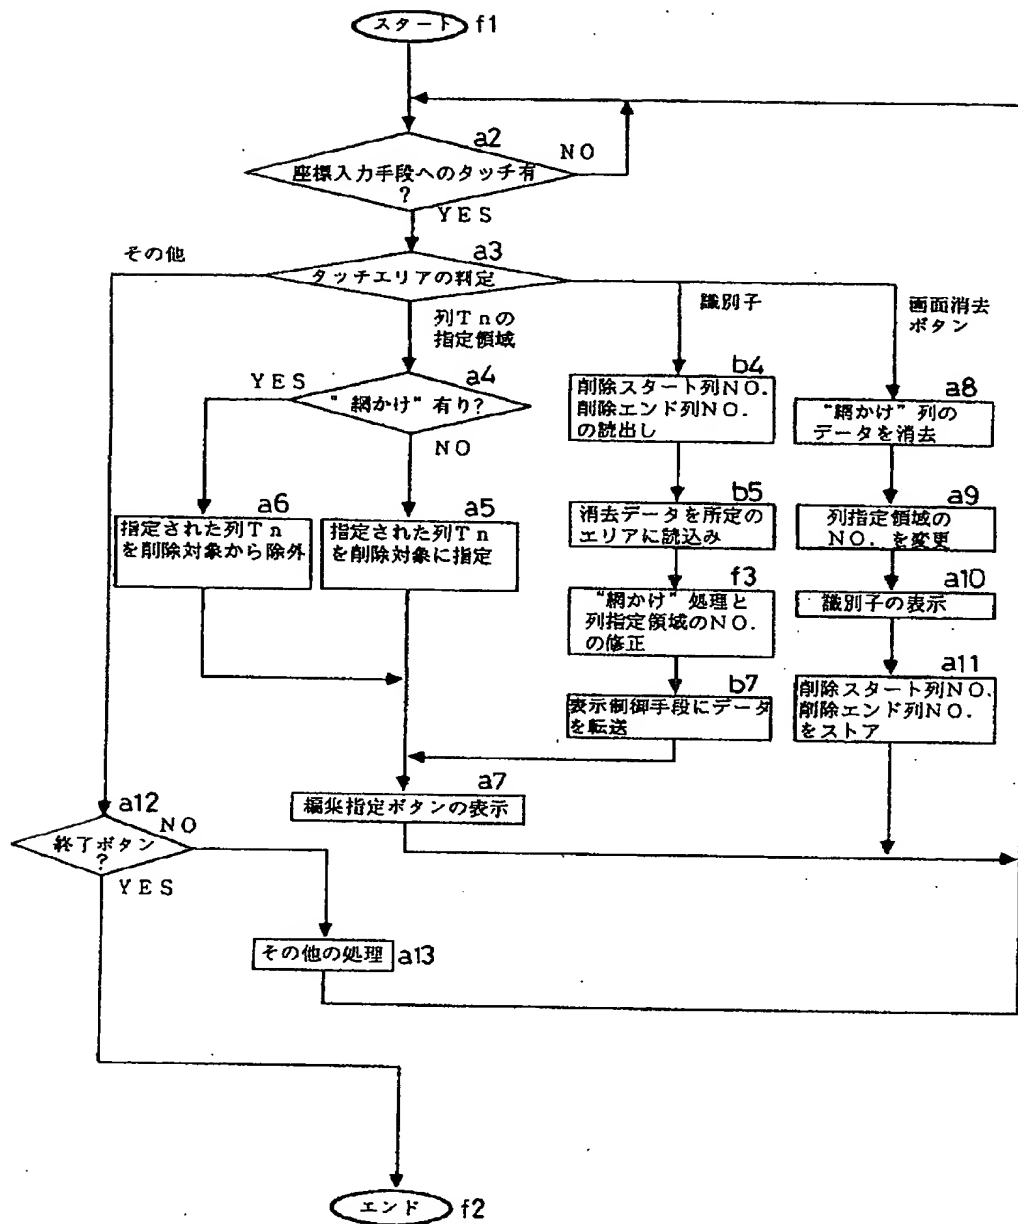 スタート f1
a2
NO
座標入力手段へのタッチ有
?
YES
その他
a3
タッチエリアの判定
列Tnの
指定領域
識別子
画面消去
ボタン
YES
a4
"網かけ"有り?
NO
b4
削除スタート列NO.
削除エンド列NO.
の読出し
a8
"網かけ"列の
データを消去
a6
指定された列Tn
を削除対象から除外
a5
指定された列Tn
を削除対象に指定
b5
消去データを所定の
エリアに読込み
a9
列指定領域の
NO.を変更
f3
"網かけ"処理と
列指定領域のNO.
の修正
a10
識別子の表示
b7
表示制御手段にデータ
を転送
a11
削除スタート列NO.
削除エンド列NO.
をストア
a7
編集指定ボタンの表示
a12
NO
終了ボタン
?
YES
その他の処理 a13
エンド f2